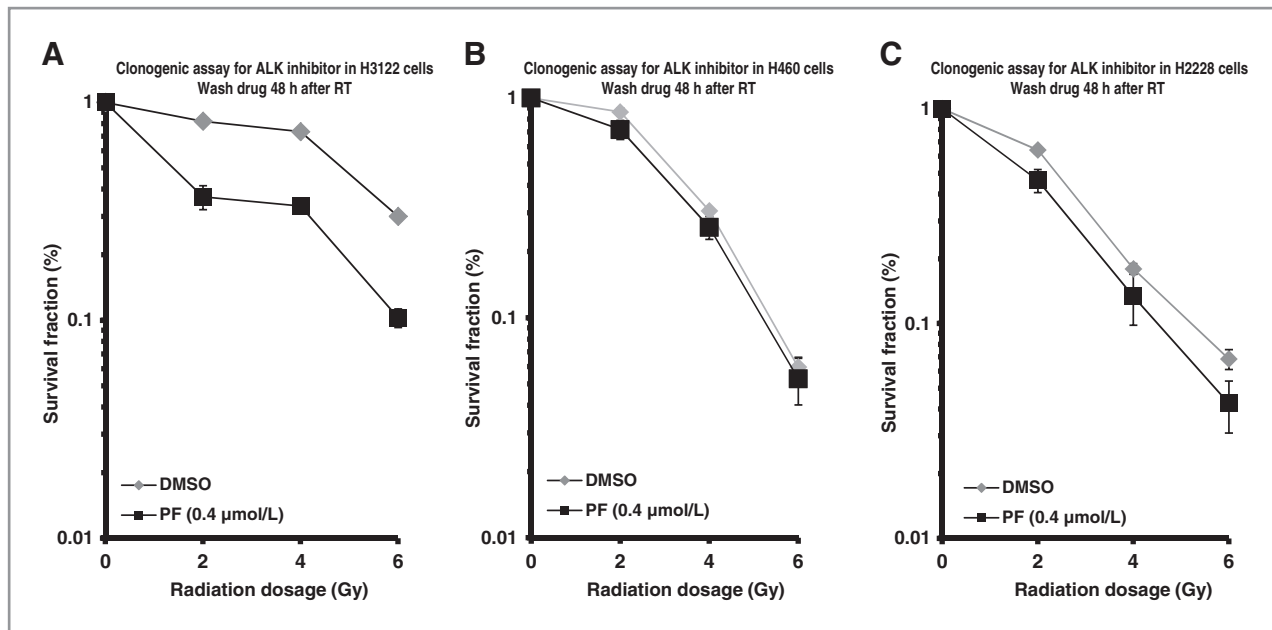 A
Clonogenic assay for ALK inhibitor in H3122 cells
Wash drug 48 h after RT
1
0.1
0.01
Survival fraction (%)
DMSO
PF (0.4 µmol/L)
0 2 4 6
Radiation dosage (Gy)
B
Clonogenic assay for ALK inhibitor in H460 cells
Wash drug 48 h after RT
1
0.1
0.01
Survival fraction (%)
DMSO
PF (0.4 µmol/L)
0 2 4 6
Radiation dosage (Gy)
C
Clonogenic assay for ALK inhibitor in H2228 cells
Wash drug 48 h after RT
1
0.1
0.01
Survival fraction (%)
DMSO
PF (0.4 µmol/L)
0 2 4 6
Radiation dosage (Gy)